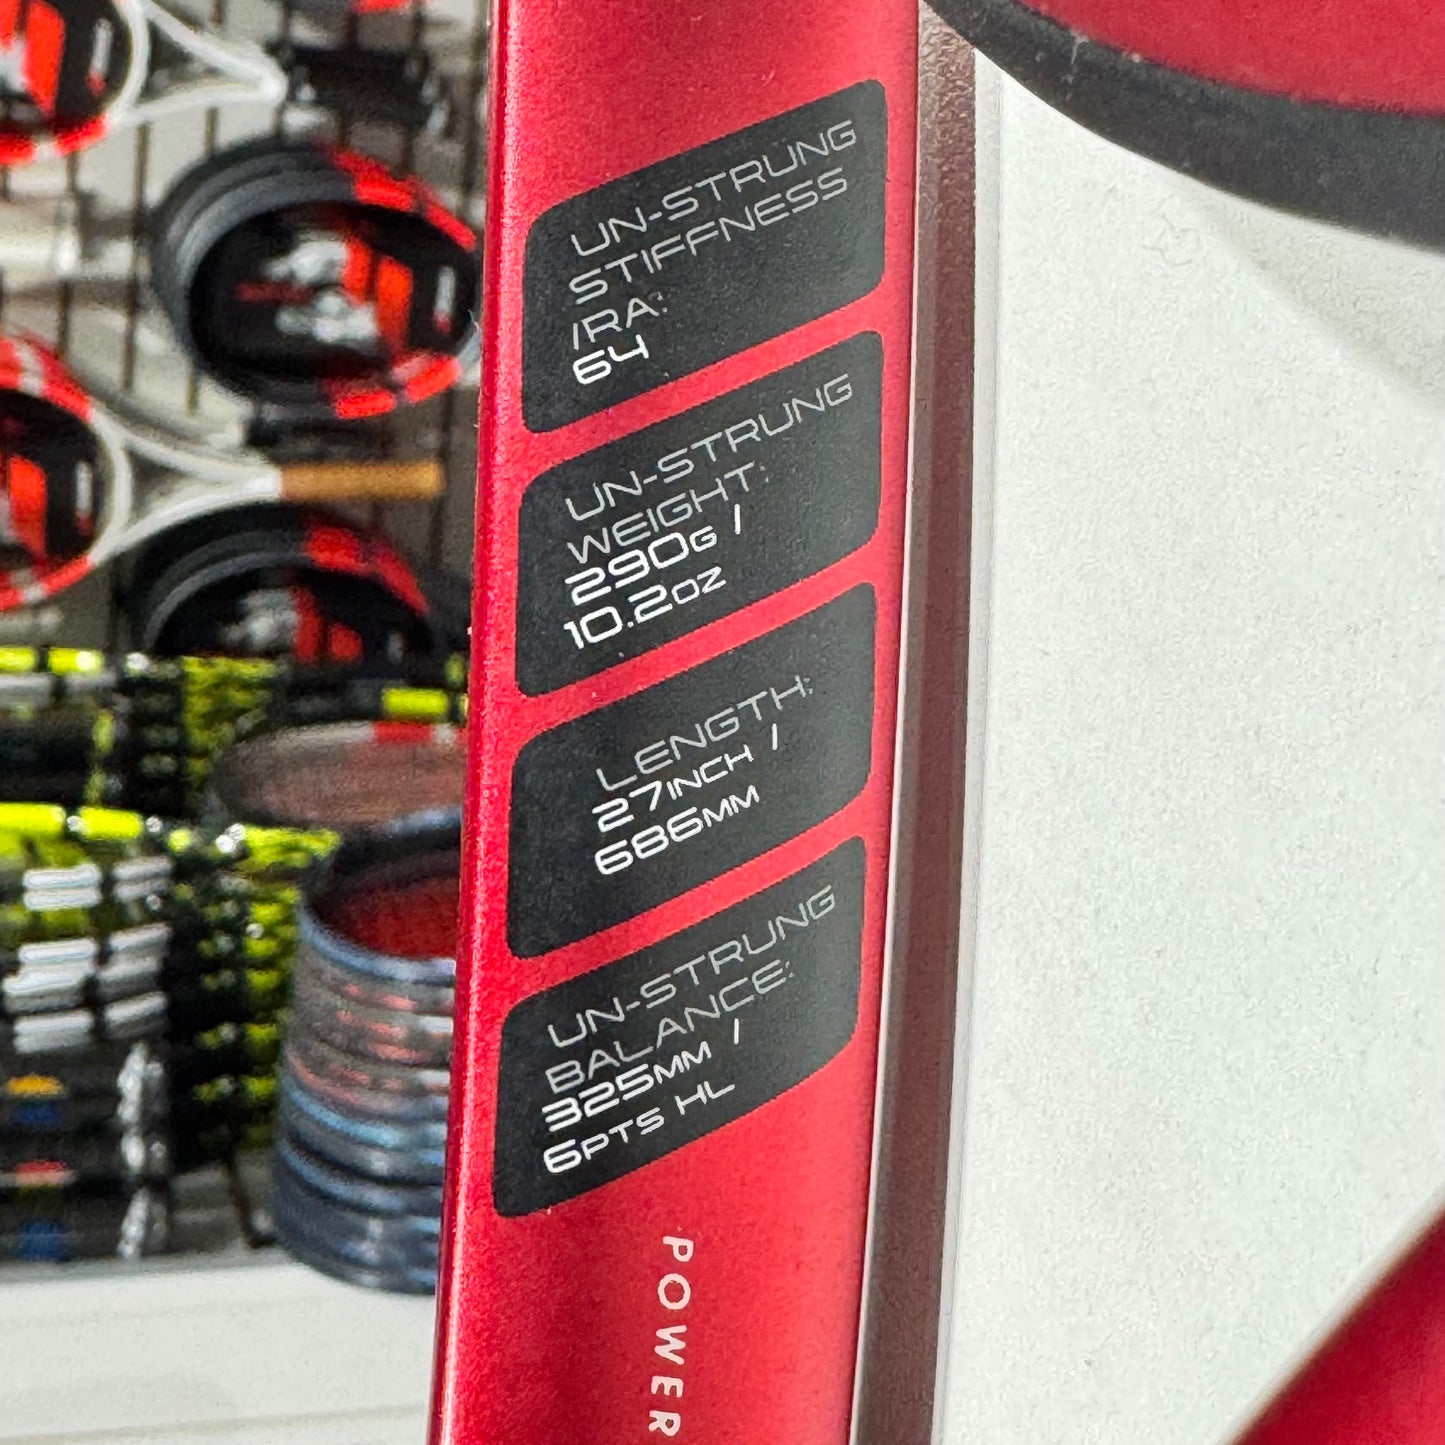 UN-STRUNG
STIFFNESS
/RA:
64
UN-STRUNG
WEIGHT:
290G /
10.2OZ
LENGTH:
27INCH /
686MM
UN-STRUNG
BALANCE:
325MM /
6PTS HL
POWER